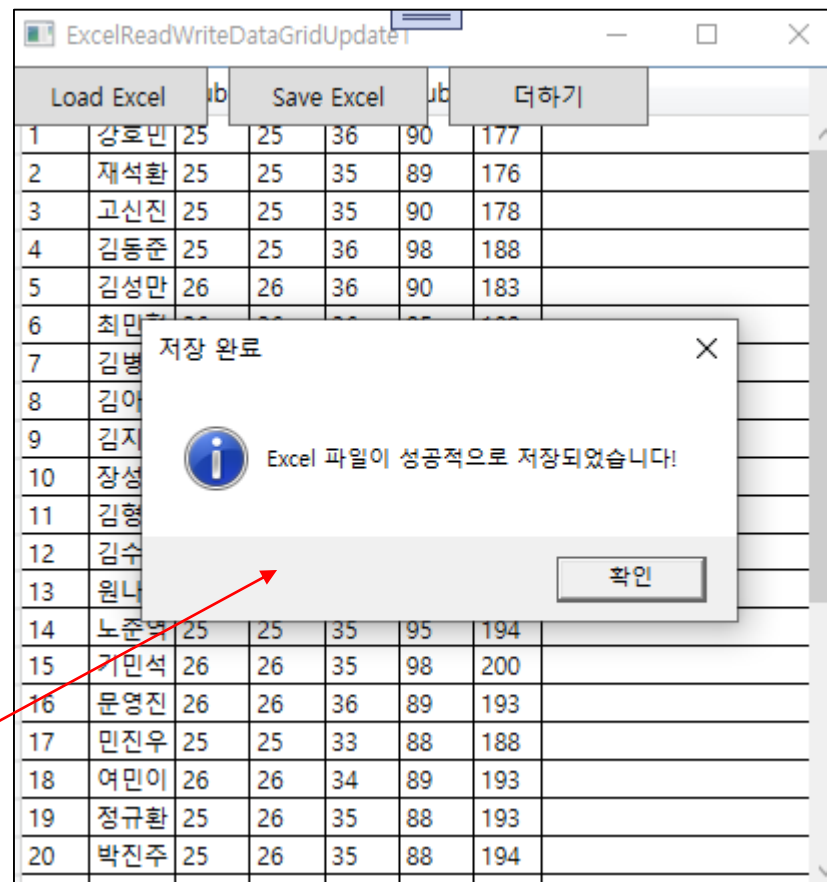 ExcelReadWriteDataGridUpdate1
Load Excel ub Save Excel ub 더하기
1 강호민 25 25 36 90 177
2 재석환 25 25 35 89 176
3 고신진 25 25 35 90 178
4 김동준 25 25 36 98 188
5 김성만 26 26 36 90 183
6 최민
7 김병
8 김아
9 김지
10 장성
11 김형
12 김수
13 원나
저장 완료
Excel 파일이 성공적으로 저장되었습니다!
확인
14 노준혁 25 25 35 95 194
15 기민석 26 26 35 98 200
16 문영진 26 26 36 89 193
17 민진우 25 25 33 88 188
18 여민이 26 26 34 89 193
19 정규환 25 26 35 88 193
20 박진주 25 26 35 88 194